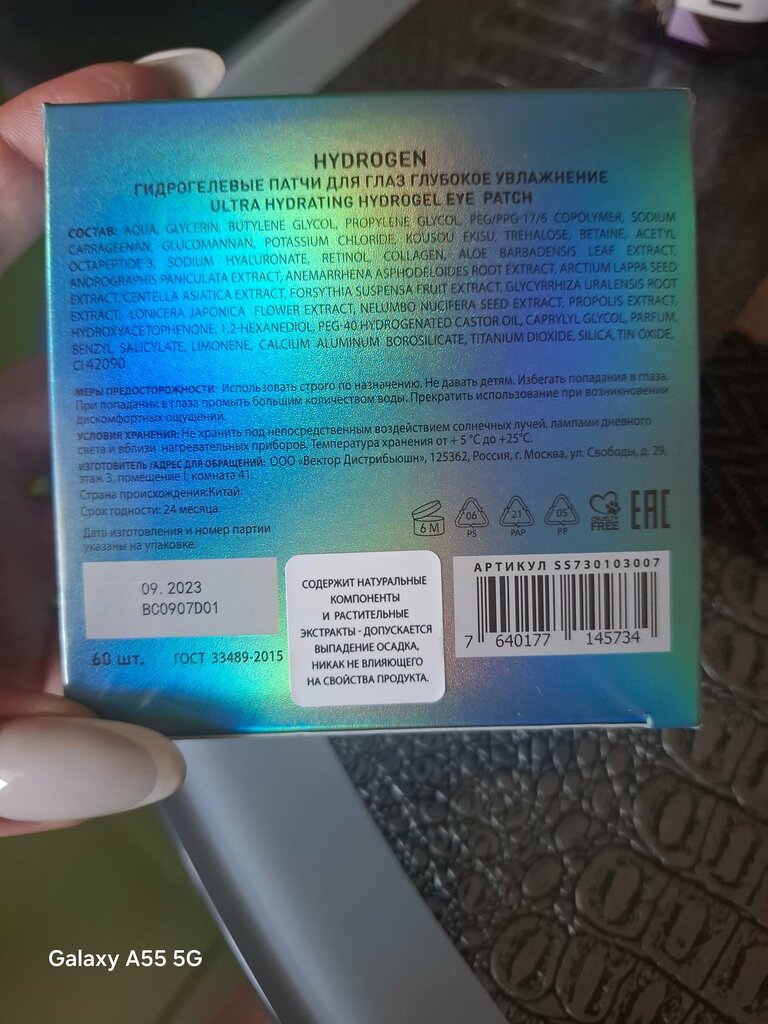 HYDROGEN
ГИДРОГЕЛЕВЫЕ ПАТЧИ ДЛЯ ГЛАЗ ГЛУБОКОЕ УВЛАЖНЕНИЕ
ULTRA HYDRATING HYDROGEL EYE PATCH
СОСТАВ: AQUA, GLYCERIN, BUTYLENE GLYCOL, PROPYLENE GLYCOL, PEG/PPG-17/6 COPOLYMER, SODIUM
CARRAGEENAN, GLUCOMANNAN, POTASSIUM CHLORIDE, KOUSOU EKISU, TREHALOSE, BETAINE, ACETYL
OCTAPEPTIDE-3, SODIUM HYALURONATE, RETINOL, COLLAGEN, ALOE BARBADENSIS LEAF EXTRACT,
ANDROGRAPHIS PANICULATA EXTRACT, ANEMARRHENA ASPHODELOIDES ROOT EXTRACT, ARCTIUM LAPPA SEED
EXTRACT, CENTELLA ASIATICA EXTRACT, FORSYTHIA SUSPENSA FRUIT EXTRACT, GLYCYRRHIZA URALENSIS ROOT
EXTRACT, LONICERA JAPONICA FLOWER EXTRACT, NELUMBO NUCIFERA SEED EXTRACT, PROPOLIS EXTRACT,
HYDROXYACETOPHENONE, 1,2-HEXANEDIOL, PEG-40 HYDROGENATED CASTOR OIL, CAPRYLYL GLYCOL, PARFUM,
BENZYL SALICYLATE, LIMONENE, CALCIUM ALUMINUM BOROSILICATE, TITANIUM DIOXIDE, SILICA, TIN OXIDE,
CI 42090
МЕРЫ ПРЕДОСТОРОЖНОСТИ: Использовать строго по назначению. Не давать детям. Избегать попадания в глаза.
При попадании в глаза промыть большим количеством воды. Прекратить использование при возникновении
дискомфортных ощущений.
УСЛОВИЯ ХРАНЕНИЯ: Не хранить под непосредственным воздействием солнечных лучей, лампами дневного
света и вблизи нагревательных приборов. Температура хранения от + 5 °С до +25°С.
ИЗГОТОВИТЕЛЬ /АДРЕС ДЛЯ ОБРАЩЕНИЙ: ООО «Вектор Дистрибьюшн», 125362, Россия, г. Москва, ул. Свободы, д. 29,
этаж 3, помещение I, комната 41.
Страна происхождения:Китай.
Срок годности: 24 месяца.
Дата изготовления и номер партии
указаны на упаковке.
6 M
06
PS
21
PAP
05
PP
CRUELTY
FREE
EAC
09.2023
BC0907D01
60 шт. ГОСТ 33489-2015
СОДЕРЖИТ НАТУРАЛЬНЫЕ
КОМПОНЕНТЫ
И РАСТИТЕЛЬНЫЕ
ЭКСТРАКТЫ - ДОПУСКАЕТСЯ
ВЫПАДЕНИЕ ОСАДКА,
НИКАК НЕ ВЛИЯЮЩЕГО
НА СВОЙСТВА ПРОДУКТА.
АРТИКУЛ SS730103007
7 640177 145734
Galaxy A55 5G